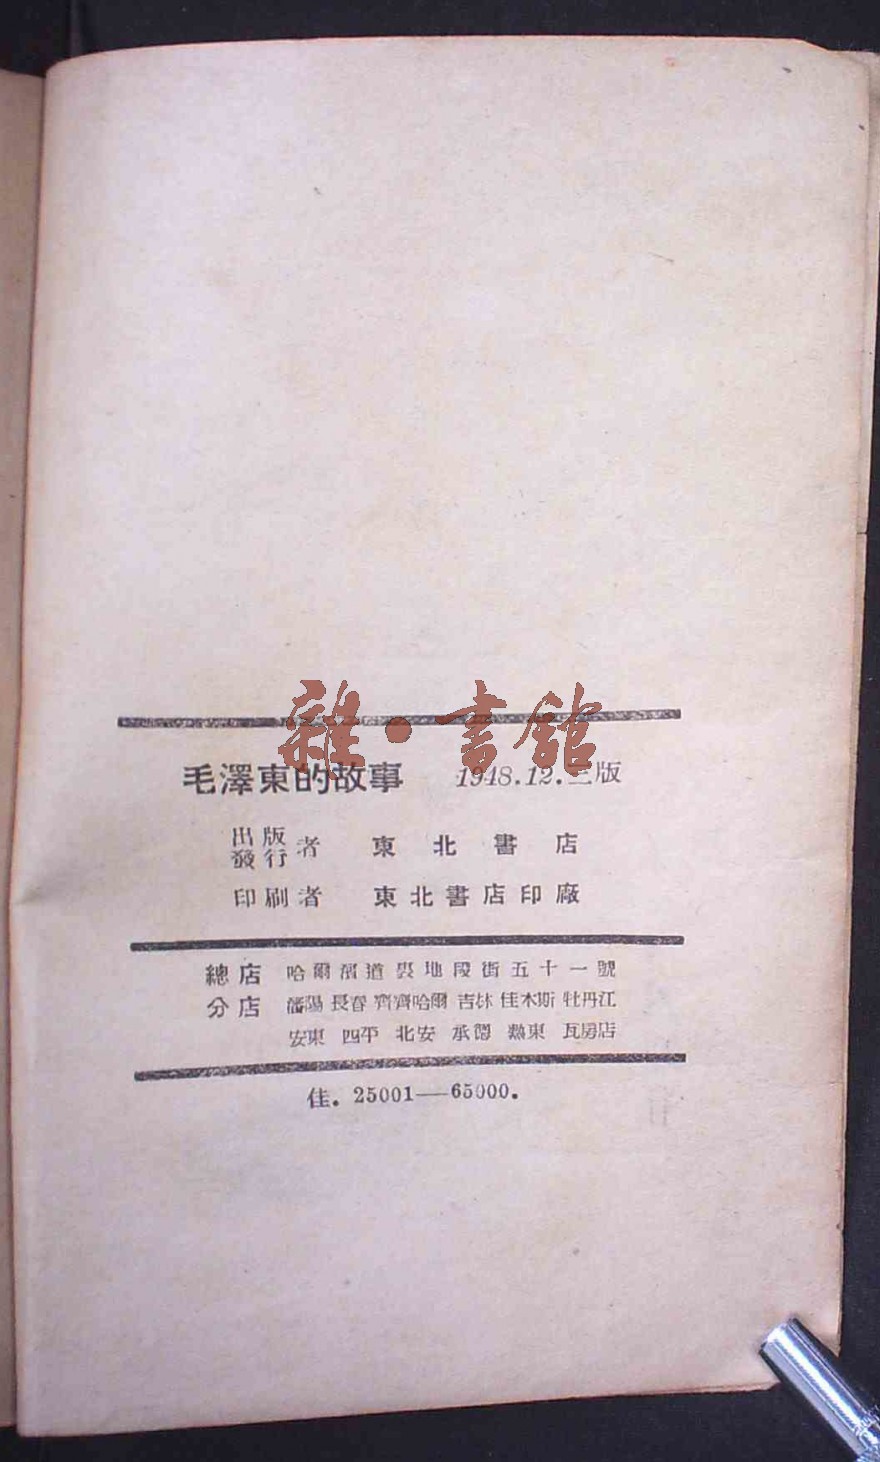 雜·書館
毛澤東的故事 1948.12.三版
出版
發行者 東北書店
印刷者 東北書店印廠
總店 哈爾濱道裏地段街五十一號
分店 瀋陽 長春 齊齊哈爾 吉林 佳木斯 牡丹江
安東 四平 北安 承德 熱東 瓦房店
佳. 25001——65000.